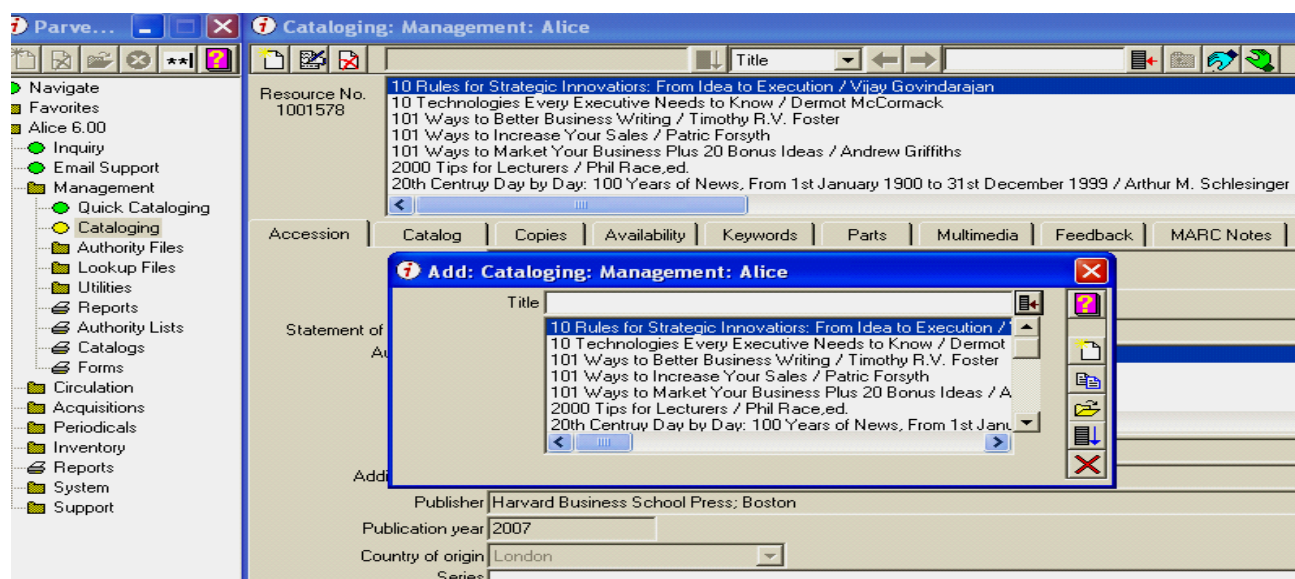 Parve...
Navigate
Favorites
Alice 6.00
Inquiry
Email Support
Management
Quick Cataloging
Cataloging
Authority Files
Lookup Files
Utilities
Reports
Authority Lists
Catalogs
Forms
Circulation
Acquisitions
Periodicals
Inventory
Reports
System
Support
Cataloging: Management: Alice
Title
Resource No.
1001578
10 Rules for Strategic Innovatiors: From Idea to Execution / Vijay Govindarajan
10 Technologies Every Executive Needs to Know / Dermot McCormack
101 Ways to Better Business Writing / Timothy R.V. Foster
101 Ways to Increase Your Sales / Patric Forsyth
101 Ways to Market Your Business Plus 20 Bonus Ideas / Andrew Griffiths
2000 Tips for Lecturers / Phil Race,ed.
20th Centruy Day by Day: 100 Years of News, From 1st January 1900 to 31st December 1999 / Arthur M. Schlesinger
Accession Catalog Copies Availability Keywords Parts Multimedia Feedback MARC Notes
Add: Cataloging: Management: Alice
Title
10 Rules for Strategic Innovatiors: From Idea to Execution /
10 Technologies Every Executive Needs to Know / Dermot
101 Ways to Better Business Writing / Timothy R.V. Foster
101 Ways to Increase Your Sales / Patric Forsyth
101 Ways to Market Your Business Plus 20 Bonus Ideas / A
2000 Tips for Lecturers / Phil Race,ed.
20th Centruy Day by Day: 100 Years of News, From 1st Janu
Statement of
Au
Addi
Publisher Harvard Business School Press; Boston
Publication year 2007
Country of origin London
Series